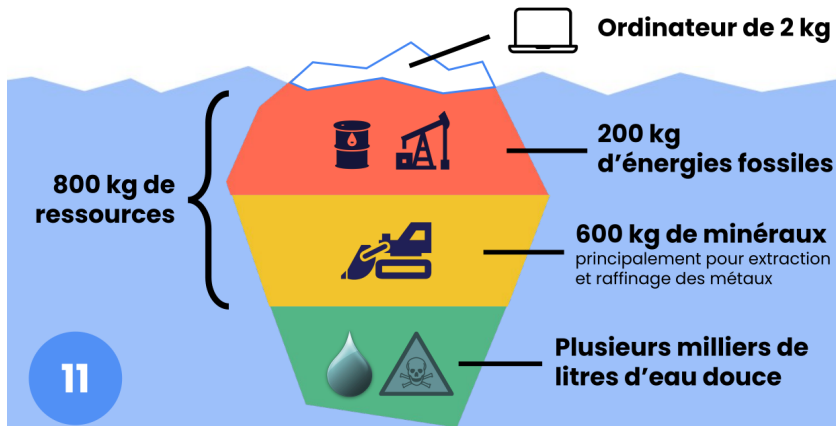 Ordinateur de 2 kg
200 kg
d’énergies fossiles
800 kg de
ressources
600 kg de minéraux
principalement pour extraction
et raffinage des métaux
Plusieurs milliers de
litres d’eau douce
11